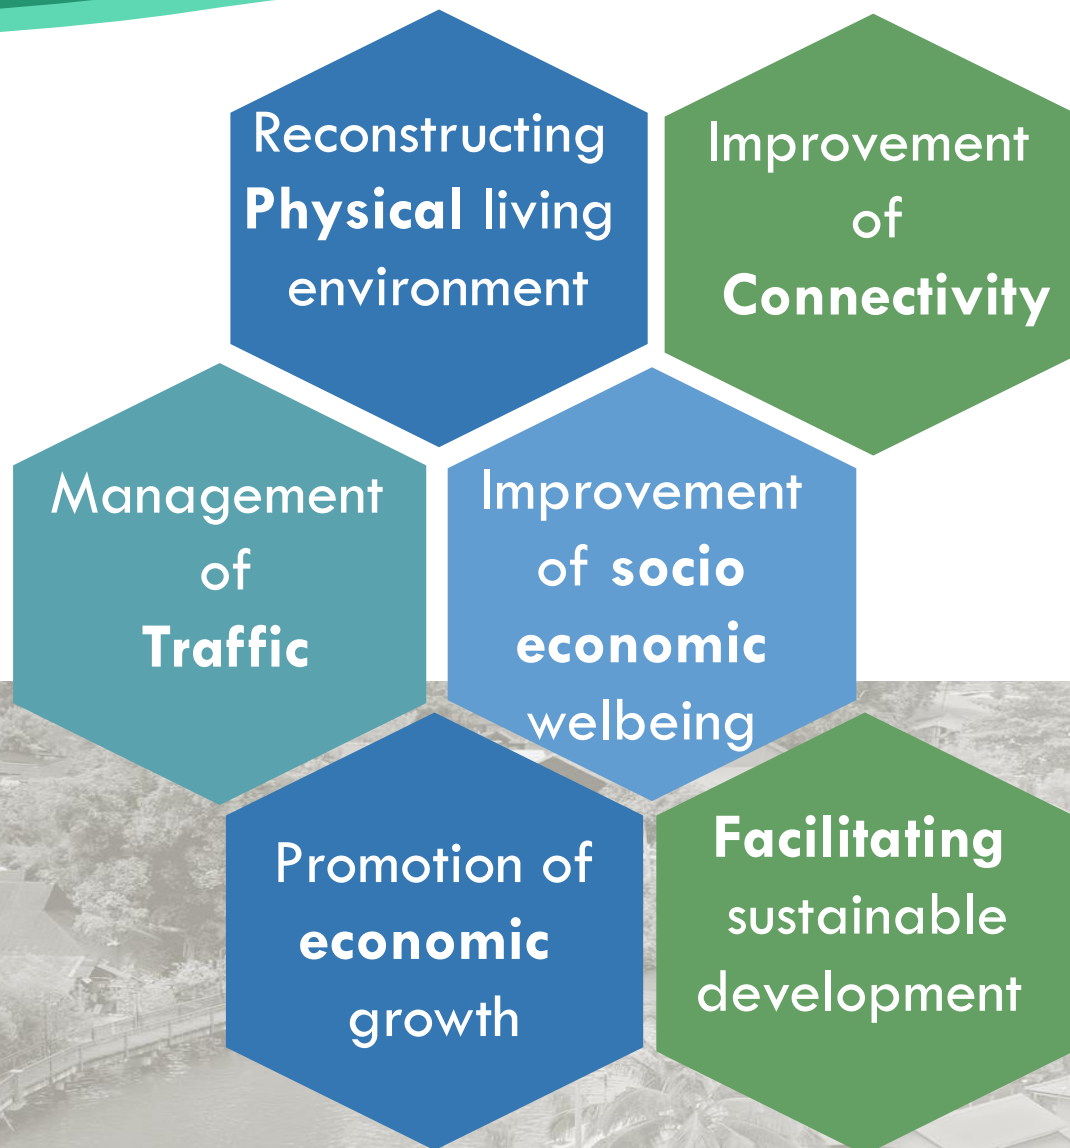 Reconstructing
Physical living
environment
Improvement
of
Connectivity
Management
of
Traffic
Improvement
of socio
economic
welbeing
Promotion of
economic
growth
Facilitating
sustainable
development